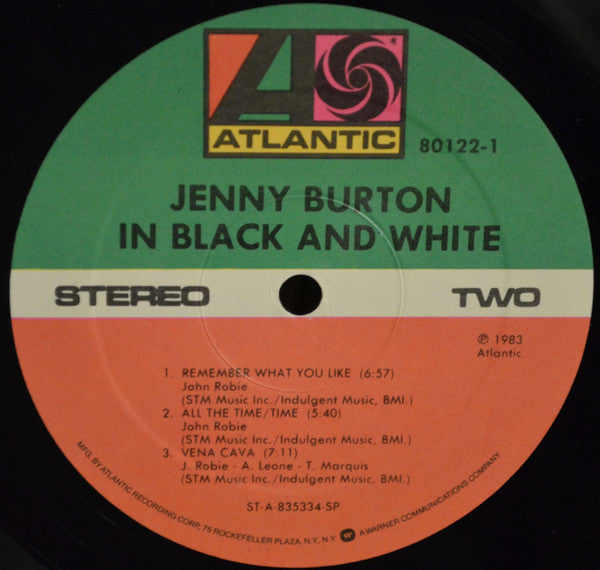 ATLANTIC
80122-1
JENNY BURTON
IN BLACK AND WHITE
STEREO TWO
℗ 1983
Atlantic
1. REMEMBER WHAT YOU LIKE (6:57)
John Robie
(STM Music Inc./Indulgent Music, BMI.)
2. ALL THE TIME/TIME (5:40)
John Robie
(STM Music Inc./Indulgent Music, BMI.)
3. VENA CAVA (7:11)
J. Robie - A. Leone - T. Marquis
(STM Music Inc./Indulgent Music, BMI.)
ST-A-835334-SP
MFG. BY ATLANTIC RECORDING CORP. 75 ROCKEFELLER PLAZA, N.Y., N.Y. A WARNER COMMUNICATIONS COMPANY